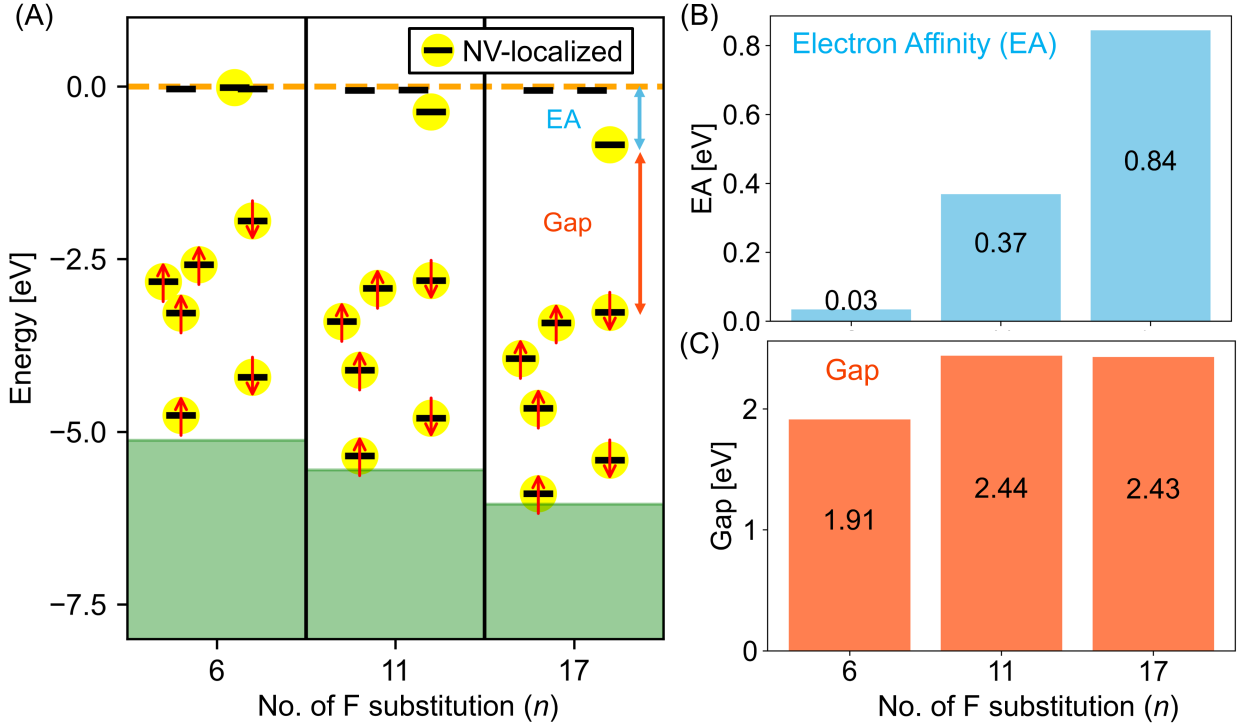 (A)
NV-localized
0.0
−2.5
−5.0
−7.5
Energy [eV]
EA
Gap
6
11
17
No. of F substitution (n)
(B)
Electron Affinity (EA)
0.8
0.6
0.4
0.2
0.0
EA [eV]
0.03
0.37
0.84
(C)
Gap
2
1
0
Gap [eV]
1.91
2.44
2.43
6
11
17
No. of F substitution (n)